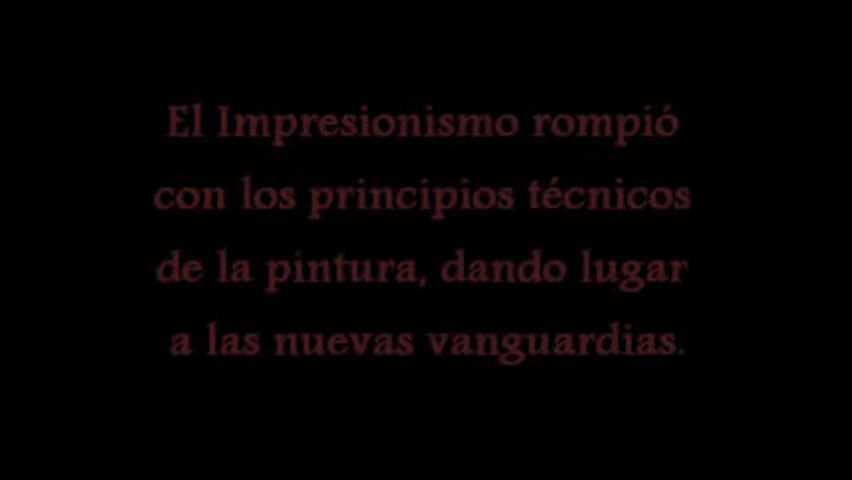 El Impresionismo rompió
con los principios técnicos
de la pintura, dando lugar
a las nuevas vanguardias.